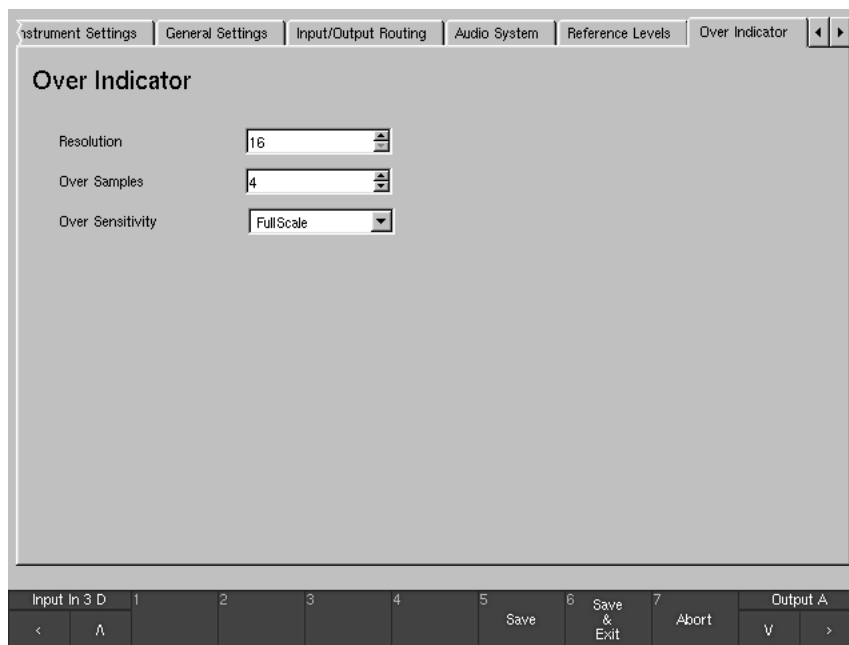 nstrument Settings General Settings Input/Output Routing Audio System Reference Levels Over Indicator
Over Indicator
Resolution 16
Over Samples 4
Over Sensitivity FullScale
Input In 3 D 1 2 3 4 5 Save 6 Save & Exit 7 Abort Output A
< Λ V >